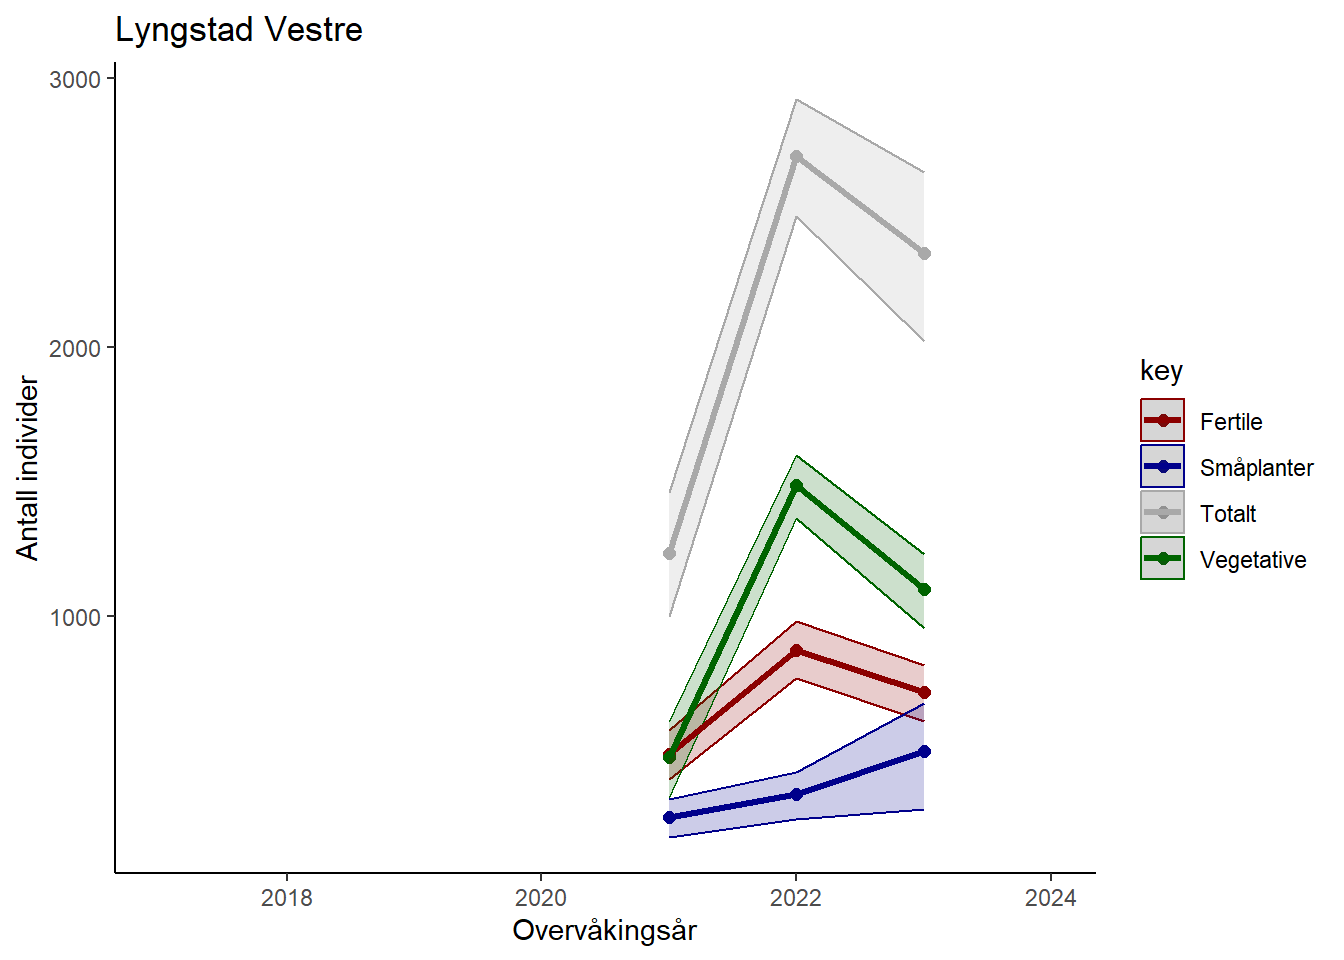 Lyngstad Vestre
3000
2000
1000
Antall individer
2018
2020
2022
2024
Overvåkingsår
key
Fertile
Småplanter
Totalt
Vegetative